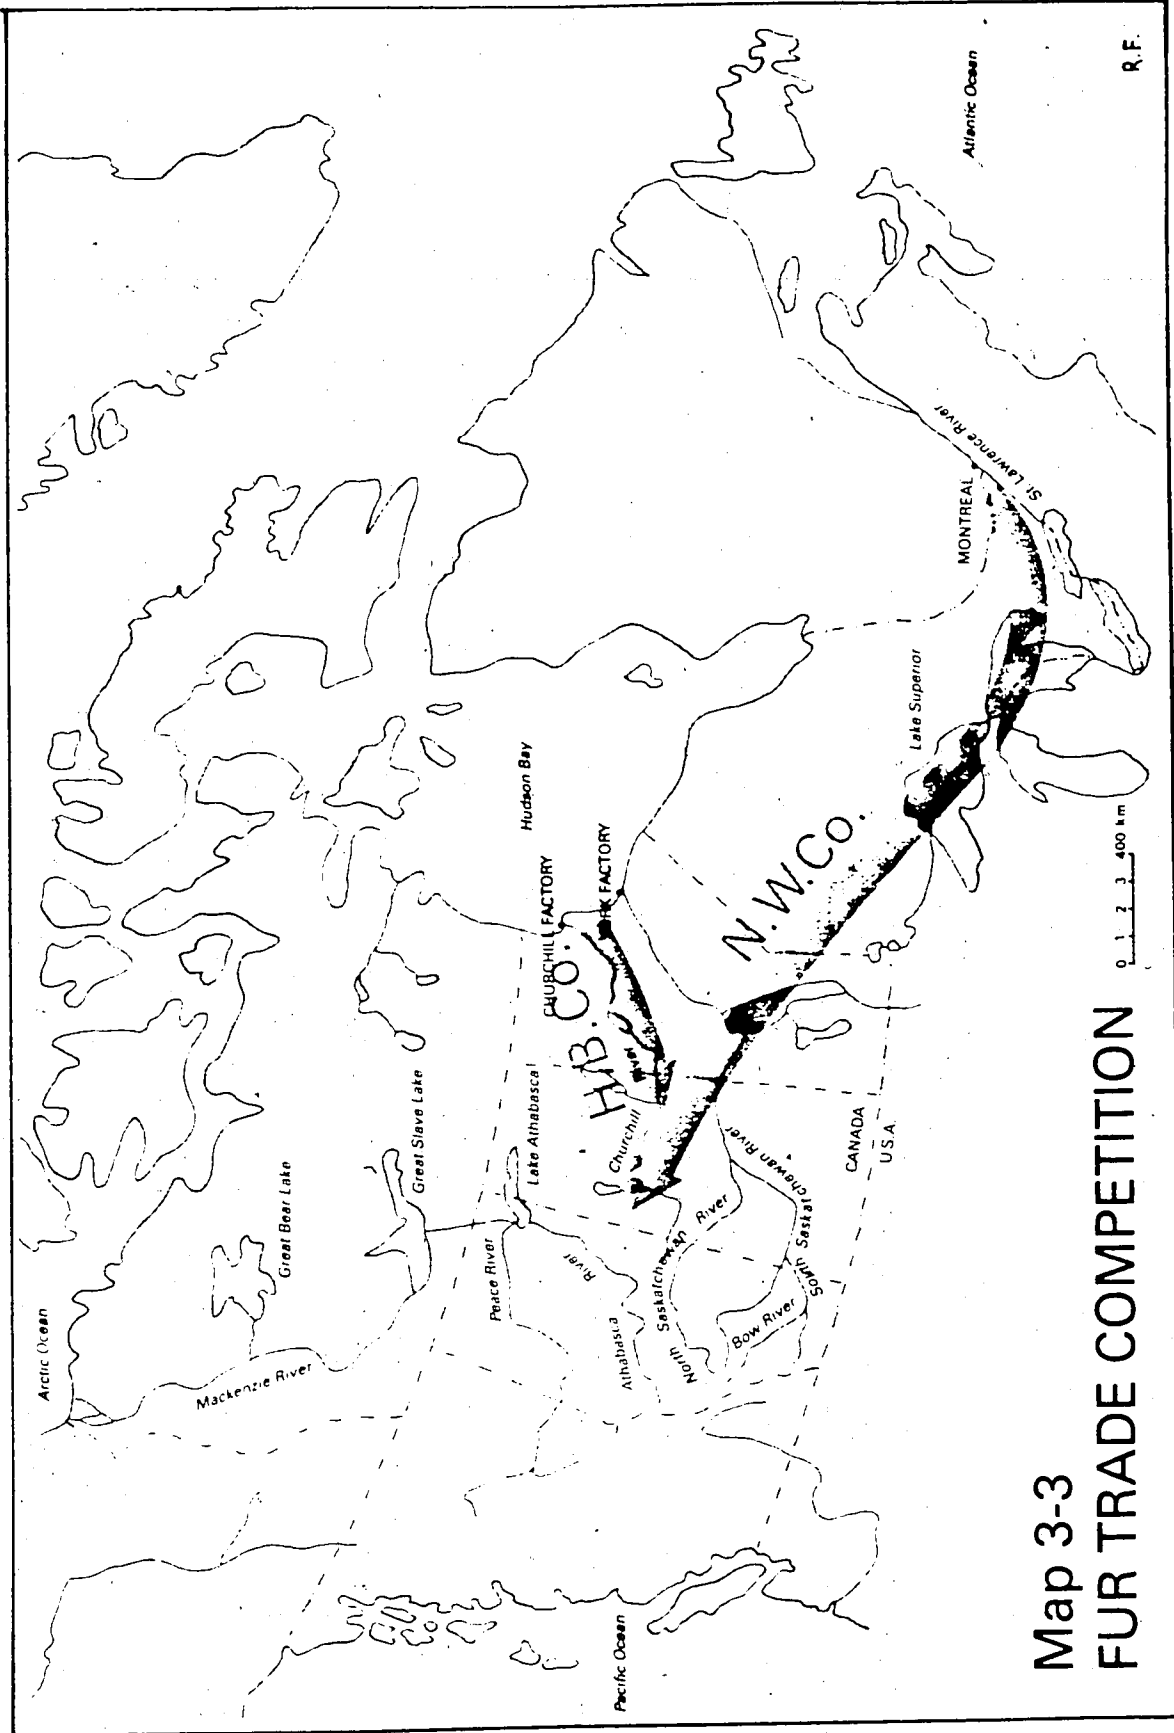 Arctic Ocean
Great Bear Lake
Mackenzie River
Great Slave Lake
Hudson Bay
Lake Athabasca
Peace River
CHURCHILL FACTORY
YORK FACTORY
H.B. Co.
Churchill
River
Athabasca
River
North
Saskatchewan
River
South Saskatchewan River
Bow River
N.W.Co.
Lake Superior
MONTREAL
St. Lawrence River
Atlantic Ocean
Pacific Ocean
CANADA
U.S.A.
0 1 2 3 400 km
Map 3-3
FUR TRADE COMPETITION
R.F.